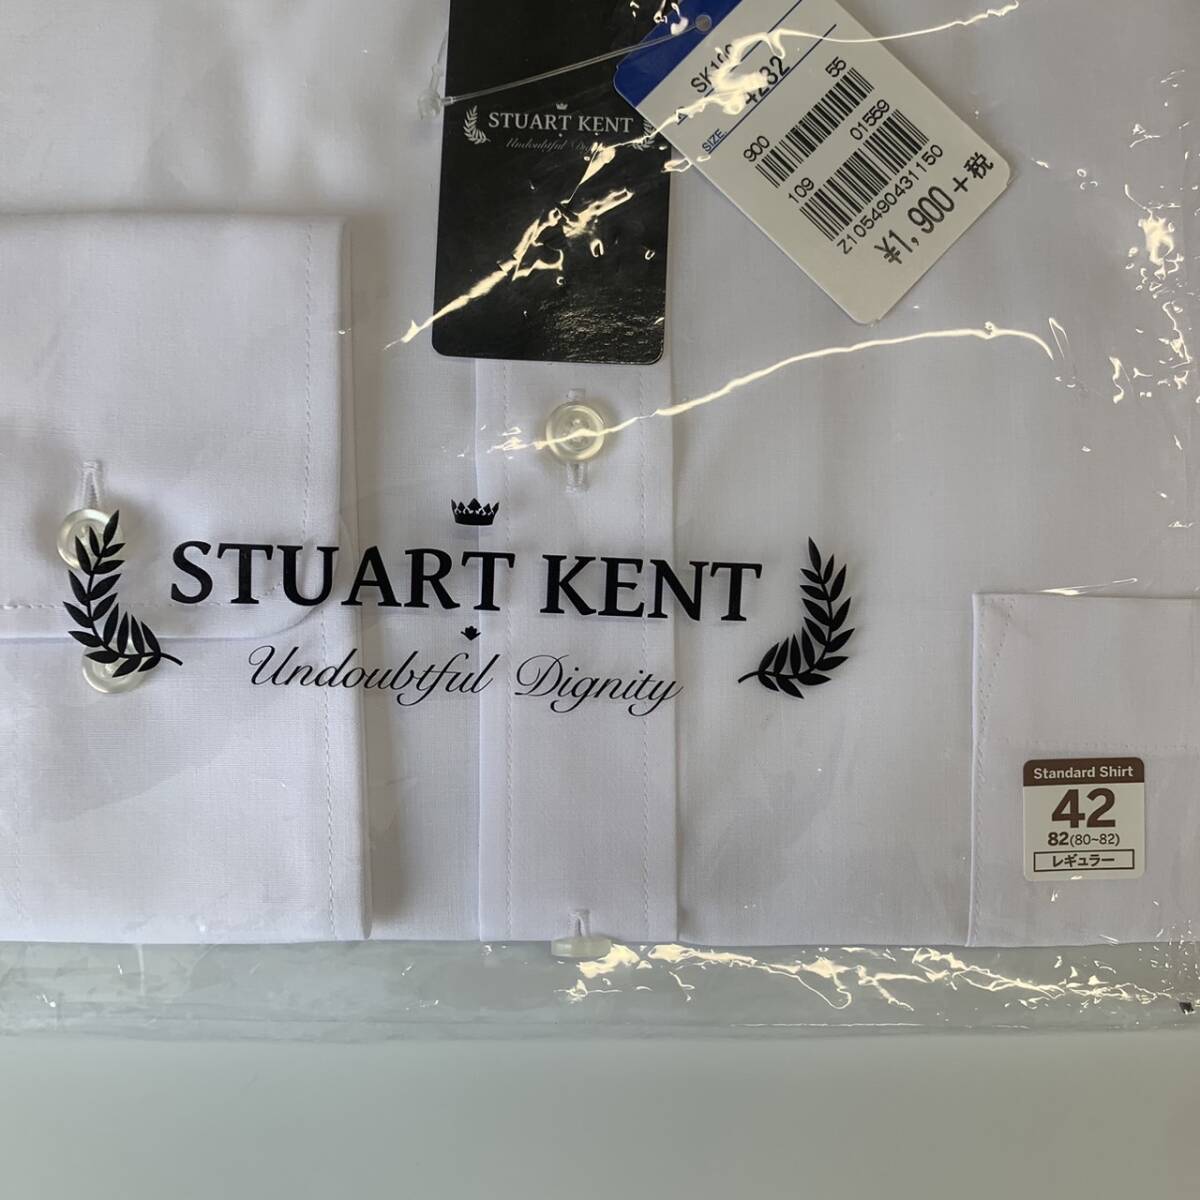 STUART KENT
Undoubtful
SIZE
4232
900
55
109
01559
Z105490431150
¥1,900+税
STUART KENT
Undoubtful Dignity
Standard Shirt
42
82(80~82)
レギュラー